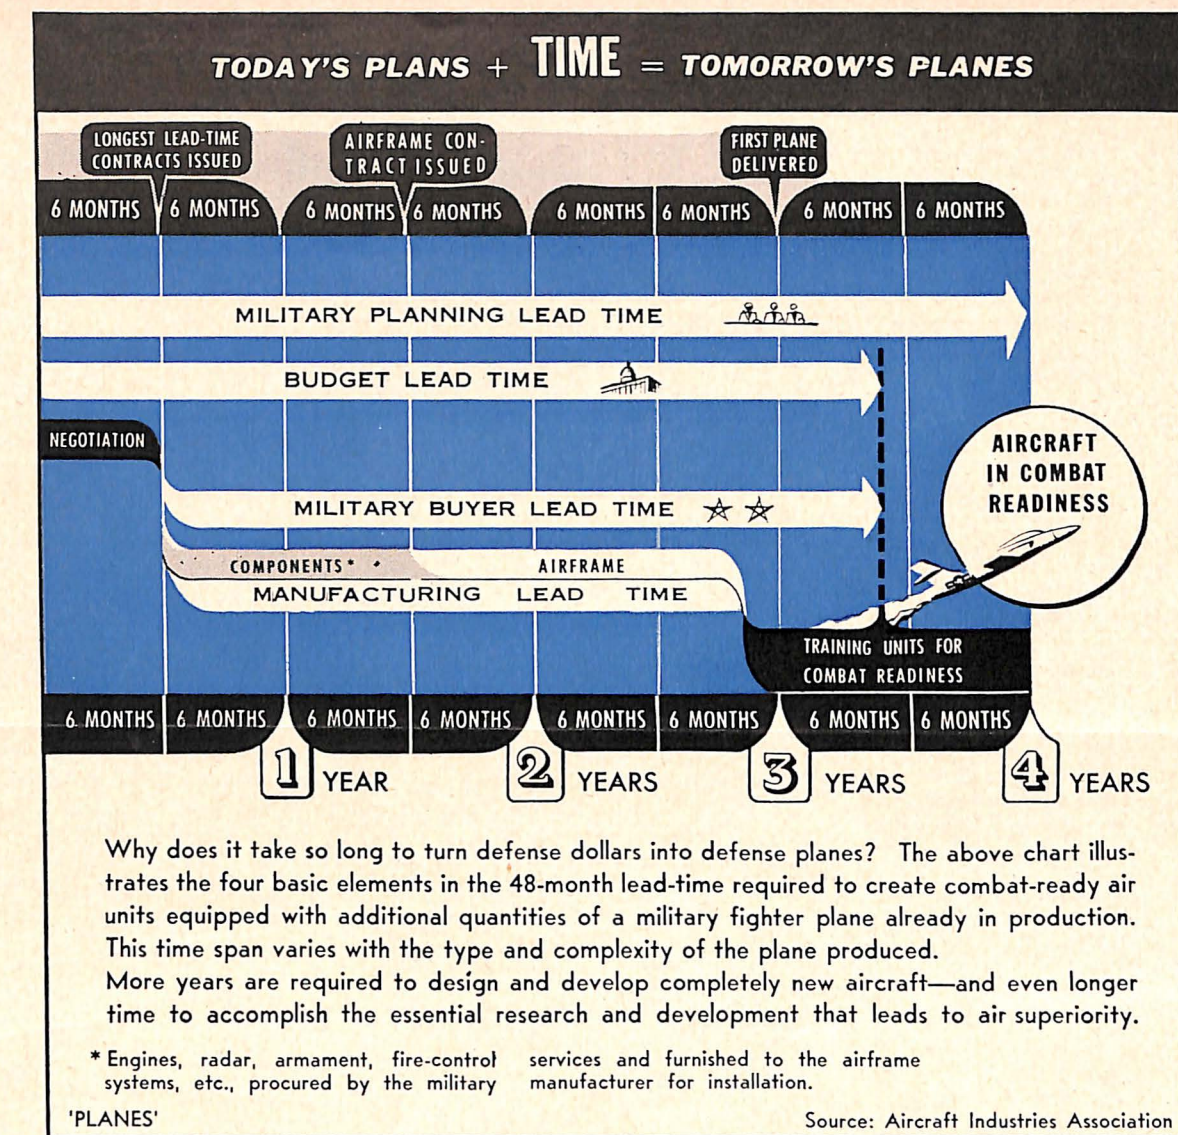 TODAY'S PLANS + TIME = TOMORROW'S PLANES
LONGEST LEAD-TIME
CONTRACTS ISSUED
AIRFRAME CON-
TRACT ISSUED
FIRST PLANE
DELIVERED
6 MONTHS 6 MONTHS 6 MONTHS 6 MONTHS 6 MONTHS 6 MONTHS 6 MONTHS 6 MONTHS
MILITARY PLANNING LEAD TIME
BUDGET LEAD TIME
NEGOTIATION
AIRCRAFT
IN COMBAT
READINESS
MILITARY BUYER LEAD TIME
COMPONENTS* AIRFRAME
MANUFACTURING LEAD TIME
TRAINING UNITS FOR
COMBAT READINESS
6 MONTHS 6 MONTHS 6 MONTHS 6 MONTHS 6 MONTHS 6 MONTHS 6 MONTHS 6 MONTHS
1 YEAR 2 YEARS 3 YEARS 4 YEARS
Why does it take so long to turn defense dollars into defense planes? The above chart illus-
trates the four basic elements in the 48-month lead-time required to create combat-ready air
units equipped with additional quantities of a military fighter plane already in production.
This time span varies with the type and complexity of the plane produced.
More years are required to design and develop completely new aircraft—and even longer
time to accomplish the essential research and development that leads to air superiority.
* Engines, radar, armament, fire-control
systems, etc., procured by the military
services and furnished to the airframe
manufacturer for installation.
'PLANES'
Source: Aircraft Industries Association